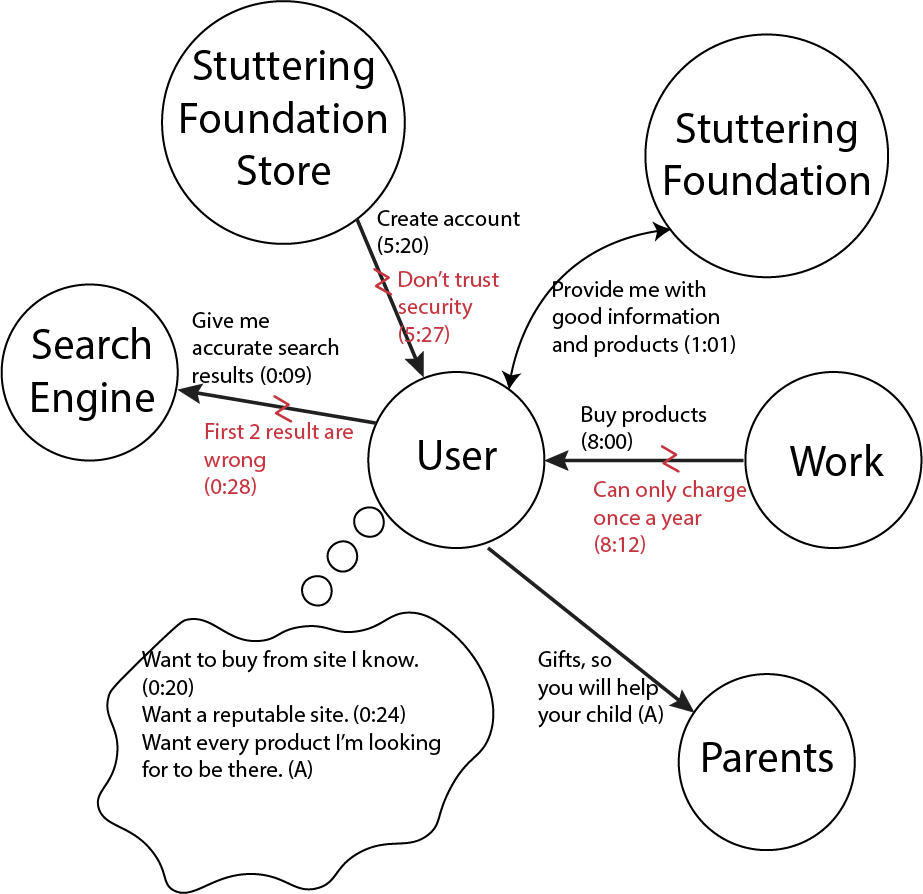 Stuttering
Foundation
Store
Stuttering
Foundation
Create account
(5:20)
Don't trust
security
(5:27)
Provide me with
good information
and products (1:01)
Give me
accurate search
results (0:09)
Search
Engine
First 2 result are
wrong
(0:28)
User
Buy products
(8:00)
Can only charge
once a year
(8:12)
Work
Want to buy from site I know.
(0:20)
Want a reputable site. (0:24)
Want every product I'm looking
for to be there. (A)
Gifts, so
you will help
your child (A)
Parents